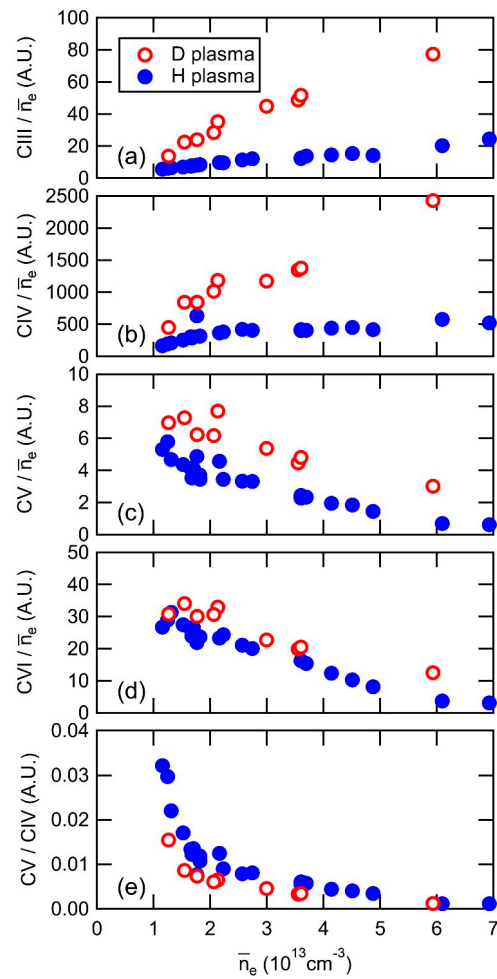 100
80
60
40
20
0
CIII / n̅e (A.U.)
D plasma
H plasma
(a)
2500
2000
1500
1000
500
0
CIV / n̅e (A.U.)
(b)
10
8
6
4
2
0
CV / n̅e (A.U.)
(c)
50
40
30
20
10
0
CVI / n̅e (A.U.)
(d)
0.04
0.03
0.02
0.01
0.00
CV / CIV (A.U.)
(e)
0 1 2 3 4 5 6 7
n̅e (10¹³cm⁻³)